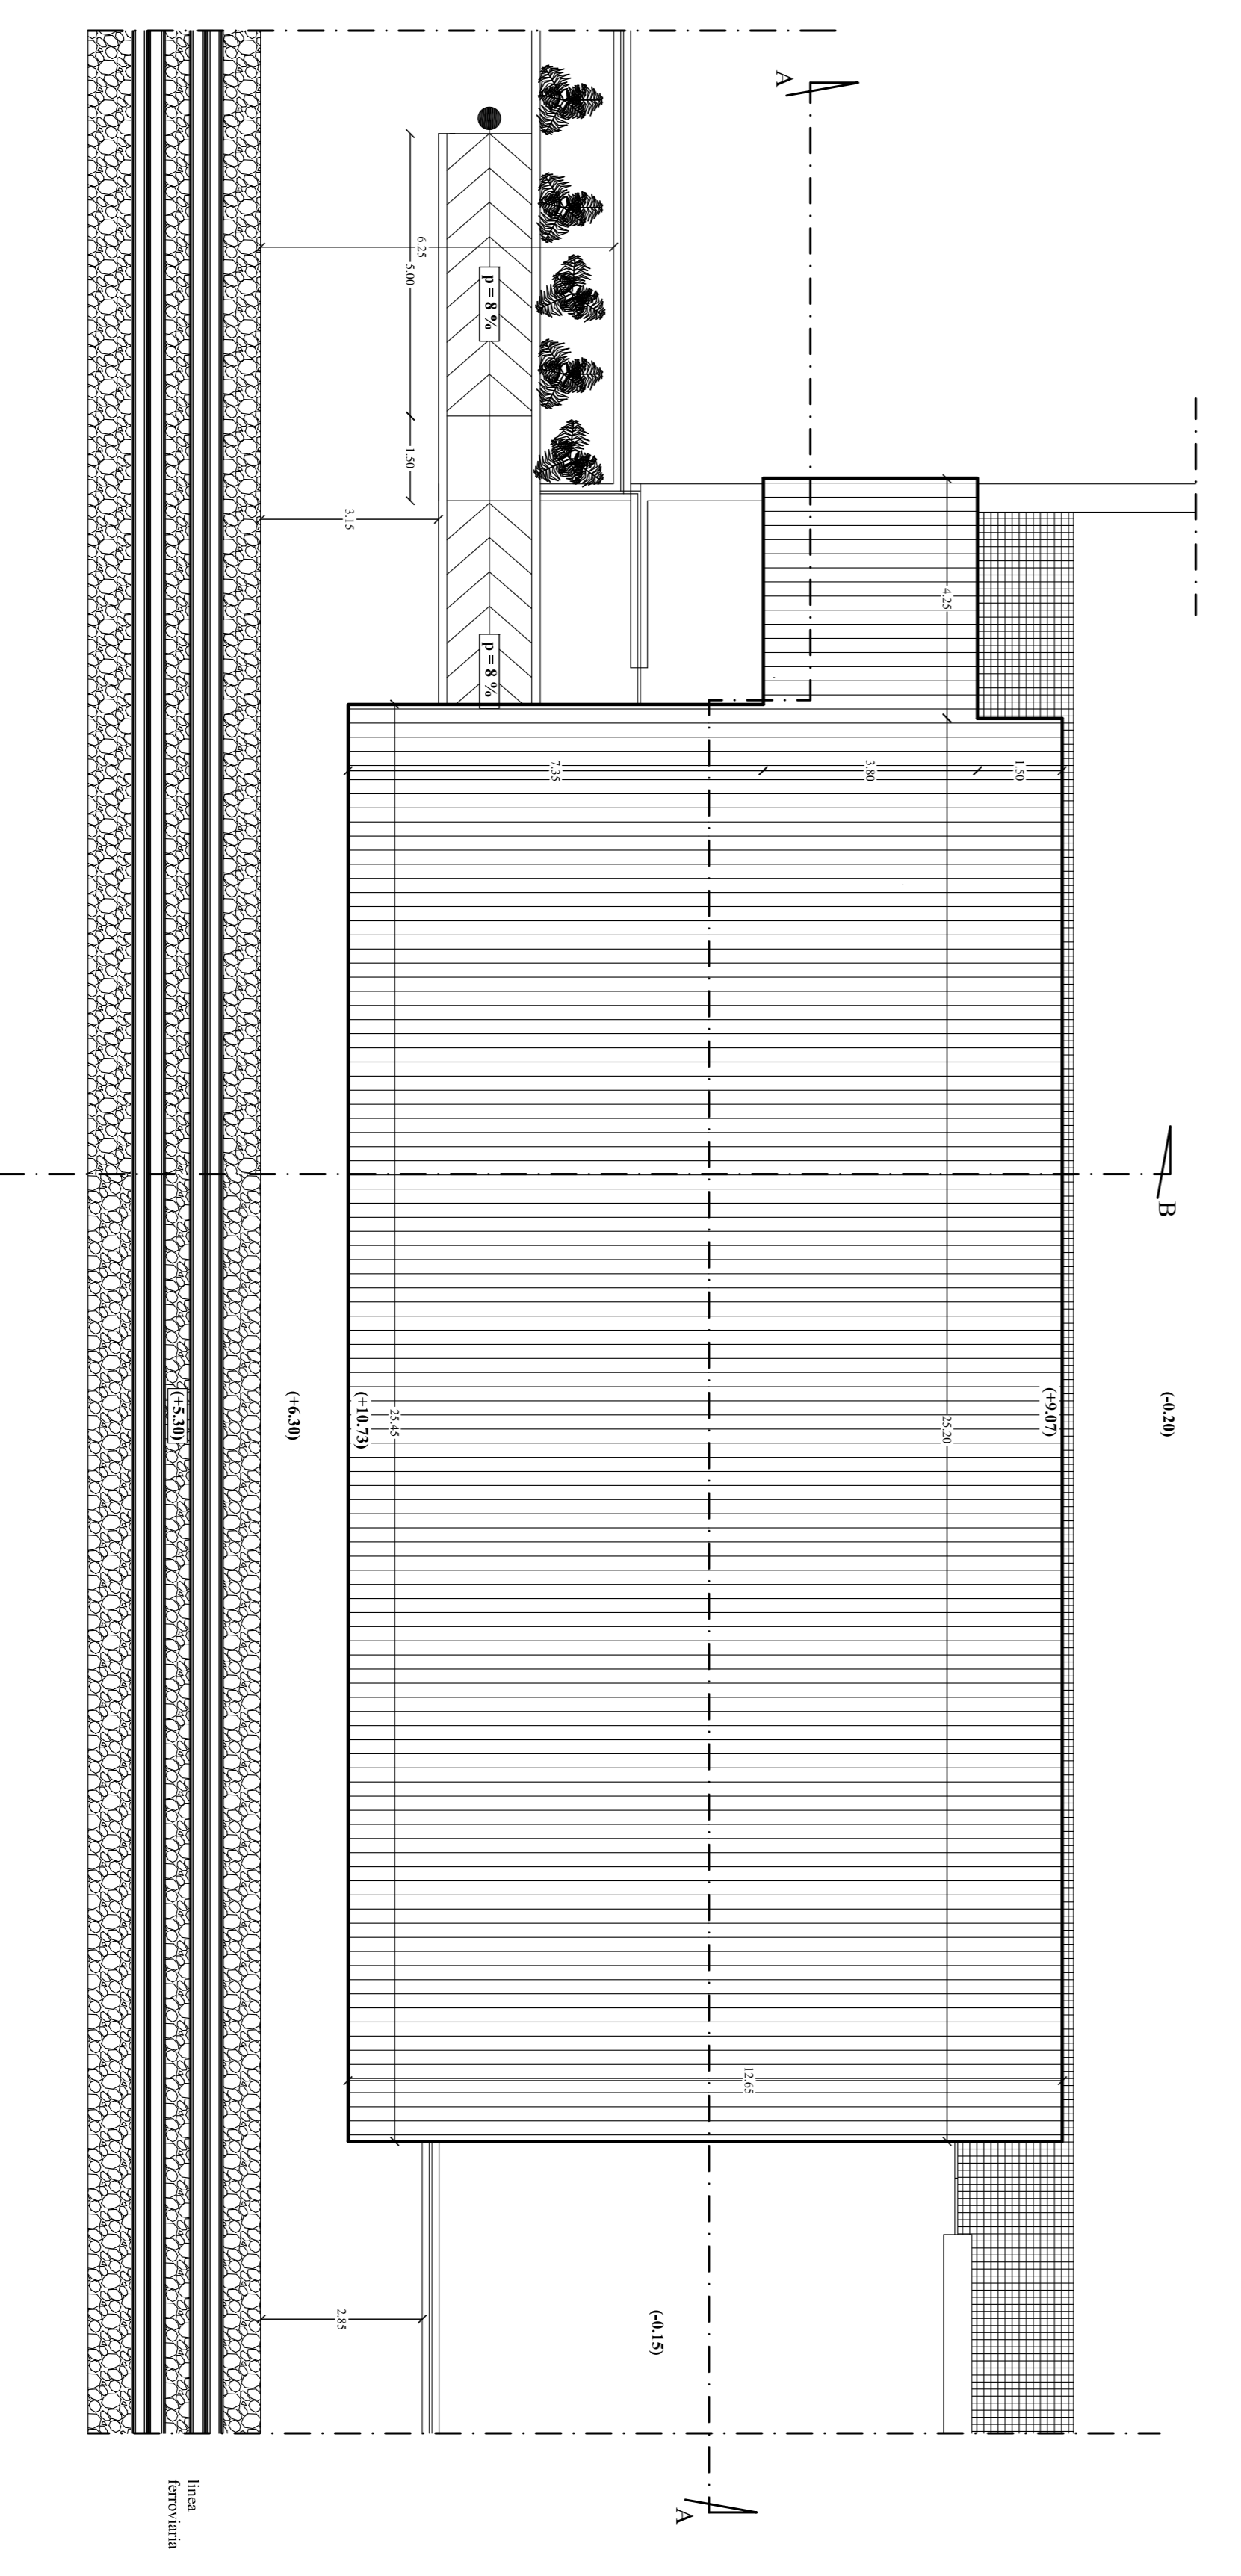 A
6.25
5.00
p = 8 %
1.50
3.15
4.25
p = 8 %
7.35
3.80
1.50
B
(+5.30)
(+6.30)
(+10.73)
25.45
25.20
(+9.07)
(-0.20)
12.65
2.85
(-0.15)
A
linea
ferroviaria